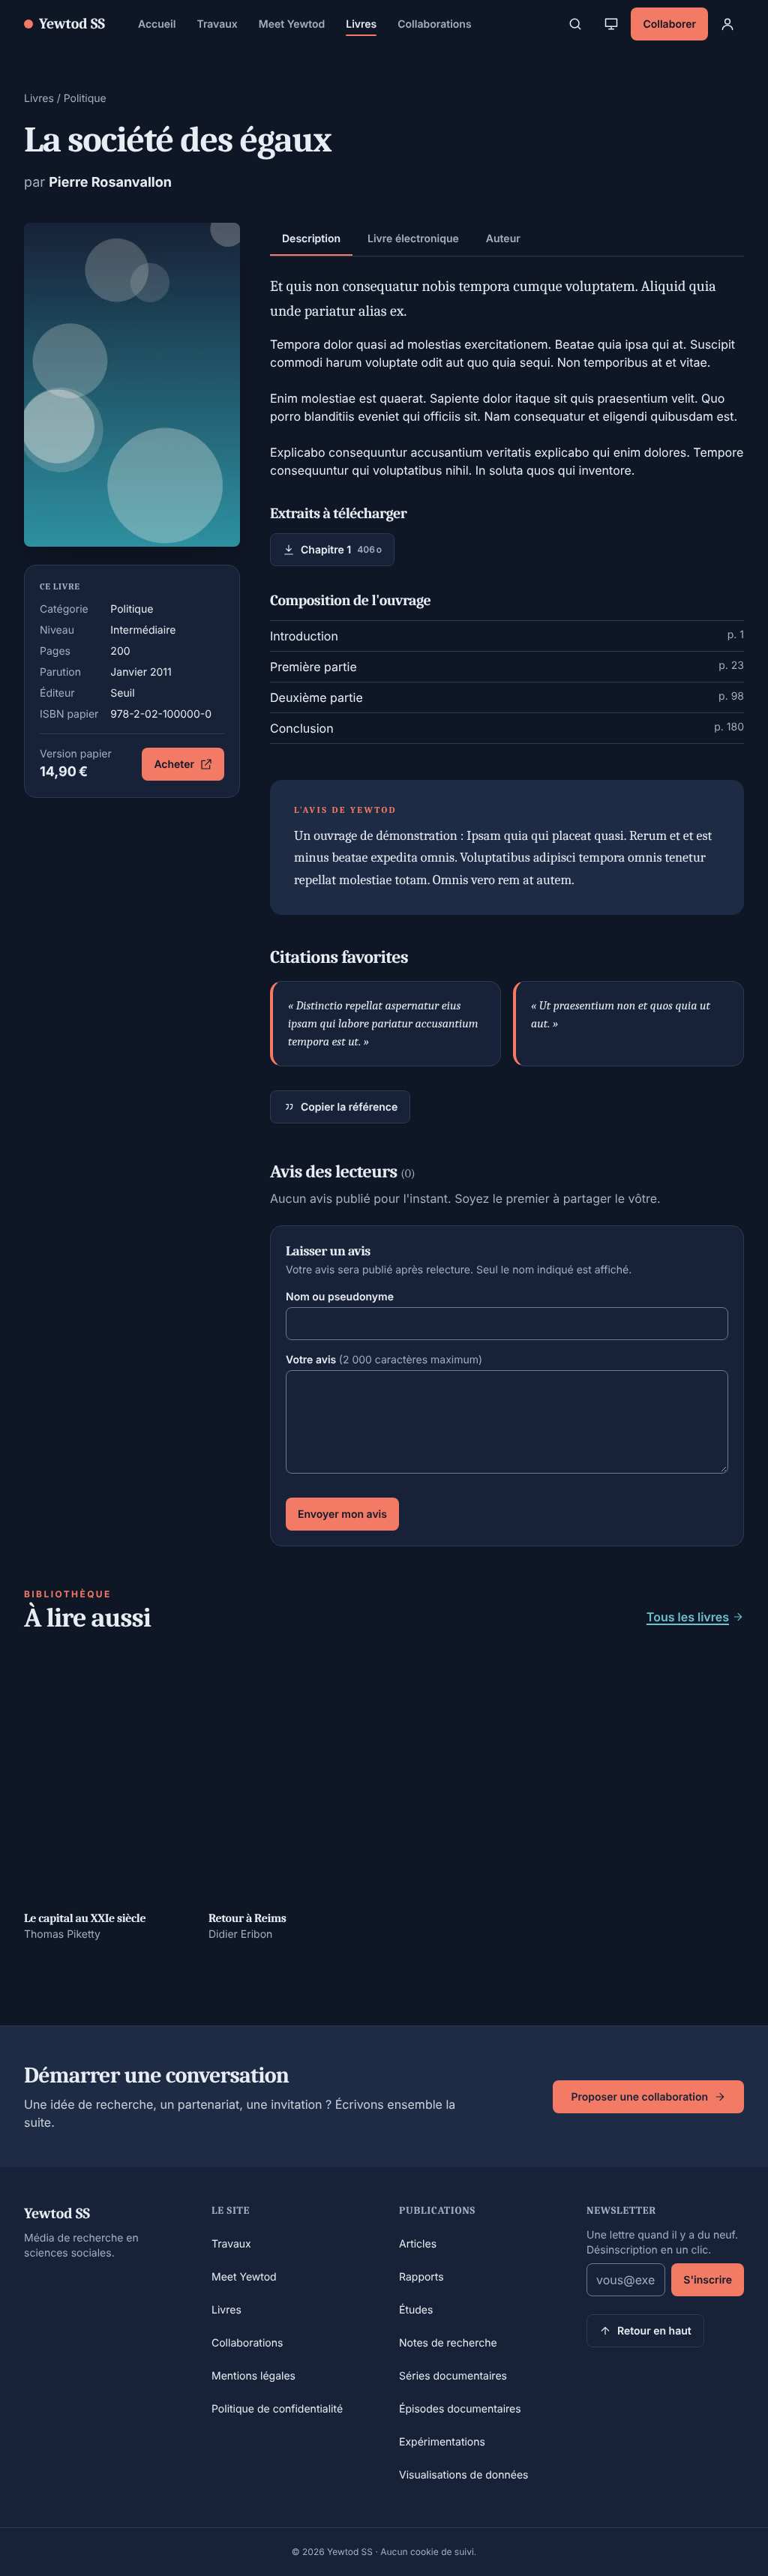 Yewtod SS
Accueil
Travaux
Meet Yewtod
Livres
Collaborations
Collaborer
Livres / Politique
La société des égaux
par Pierre Rosanvallon
CE LIVRE
Catégorie Politique
Niveau Intermédiaire
Pages 200
Parution Janvier 2011
Éditeur Seuil
ISBN papier 978-2-02-100000-0
Version papier
14,90 €
Acheter
Description
Livre électronique
Auteur
Et quis non consequatur nobis tempora cumque voluptatem. Aliquid quia
unde pariatur alias ex.
Tempora dolor quasi ad molestias exercitationem. Beatae quia ipsa qui at. Suscipit
commodi harum voluptate odit aut quo quia sequi. Non temporibus at et vitae.
Enim molestiae est quaerat. Sapiente dolor itaque sit quis praesentium velit. Quo
porro blanditiis eveniet qui officiis sit. Nam consequatur et eligendi quibusdam est.
Explicabo consequuntur accusantium veritatis explicabo qui enim dolores. Tempore
consequuntur qui voluptatibus nihil. In soluta quos qui inventore.
Extraits à télécharger
Chapitre 1 406 o
Composition de l'ouvrage
Introduction p. 1
Première partie p. 23
Deuxième partie p. 98
Conclusion p. 180
L'AVIS DE YEWTOD
Un ouvrage de démonstration : Ipsam quia qui placeat quasi. Rerum et et est
minus beatae expedita omnis. Voluptatibus adipisci tempora omnis tenetur
repellat molestiae totam. Omnis vero rem at autem.
Citations favorites
« Distinctio repellat aspernatur eius
ipsam qui labore pariatur accusantium
tempora est ut. »
« Ut praesentium non et quos quia ut
aut. »
Copier la référence
Avis des lecteurs (0)
Aucun avis publié pour l'instant. Soyez le premier à partager le vôtre.
Laisser un avis
Votre avis sera publié après relecture. Seul le nom indiqué est affiché.
Nom ou pseudonyme
Votre avis (2 000 caractères maximum)
Envoyer mon avis
BIBLIOTHÈQUE
À lire aussi
Tous les livres
Le capital au XXIe siècle
Thomas Piketty
Retour à Reims
Didier Eribon
Démarrer une conversation
Une idée de recherche, un partenariat, une invitation ? Écrivons ensemble la
suite.
Proposer une collaboration
Yewtod SS
Média de recherche en
sciences sociales.
LE SITE
Travaux
Meet Yewtod
Livres
Collaborations
Mentions légales
Politique de confidentialité
PUBLICATIONS
Articles
Rapports
Études
Notes de recherche
Séries documentaires
Épisodes documentaires
Expérimentations
Visualisations de données
NEWSLETTER
Une lettre quand il y a du neuf.
Désinscription en un clic.
vous@exe
S'inscrire
Retour en haut
© 2026 Yewtod SS · Aucun cookie de suivi.